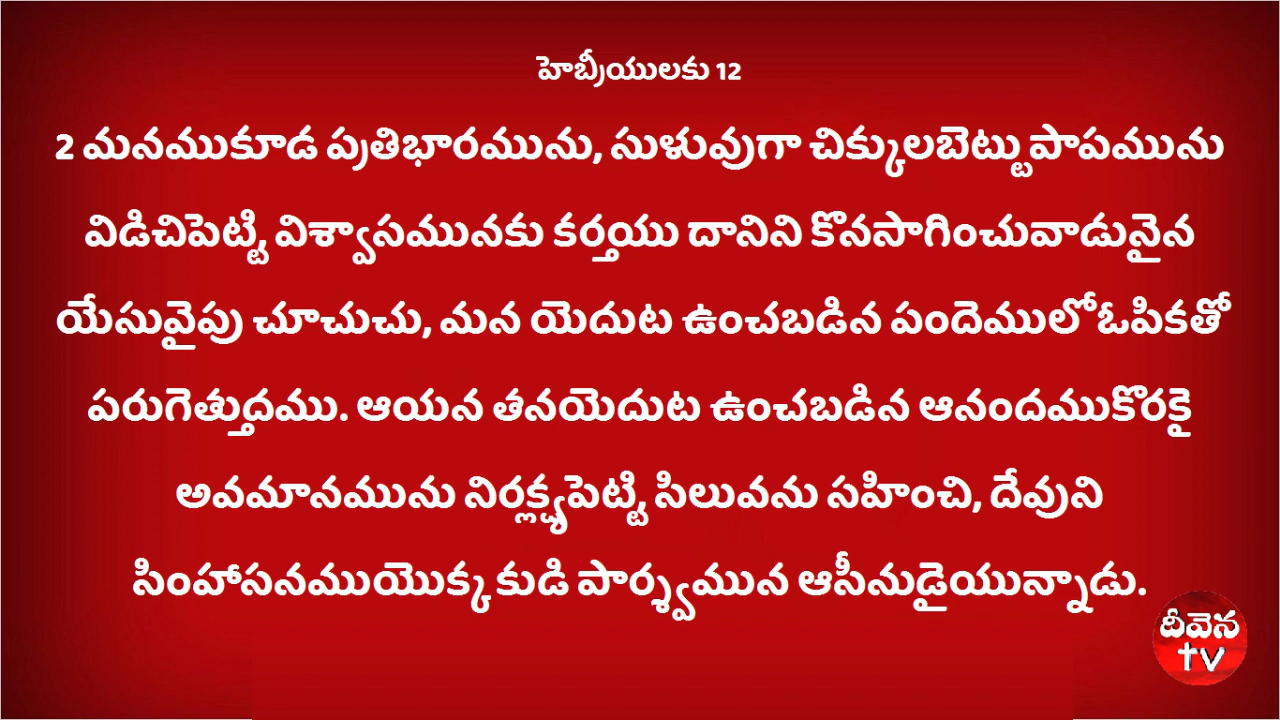 హెబ్రీయులకు 12
2 మనముకూడ ప్రతిభారమును, సుళువుగా చిక్కులబెట్టుపాపమును
విడిచిపెట్టి, విశ్వాసమునకు కర్తయు దానిని కొనసాగించువాడునైన
యేసువైపు చూచుచు, మన యెదుట ఉంచబడిన పందెములోఓపికతో
పరుగెత్తుదము. ఆయన తనయెదుట ఉంచబడిన ఆనందముకొరకై
అవమానమును నిర్లక్ష్యపెట్టి, సిలువను సహించి, దేవుని
సింహాసనముయొక్క కుడి పార్శ్వమున ఆసీనుడైయున్నాడు.
దీవెన
tv